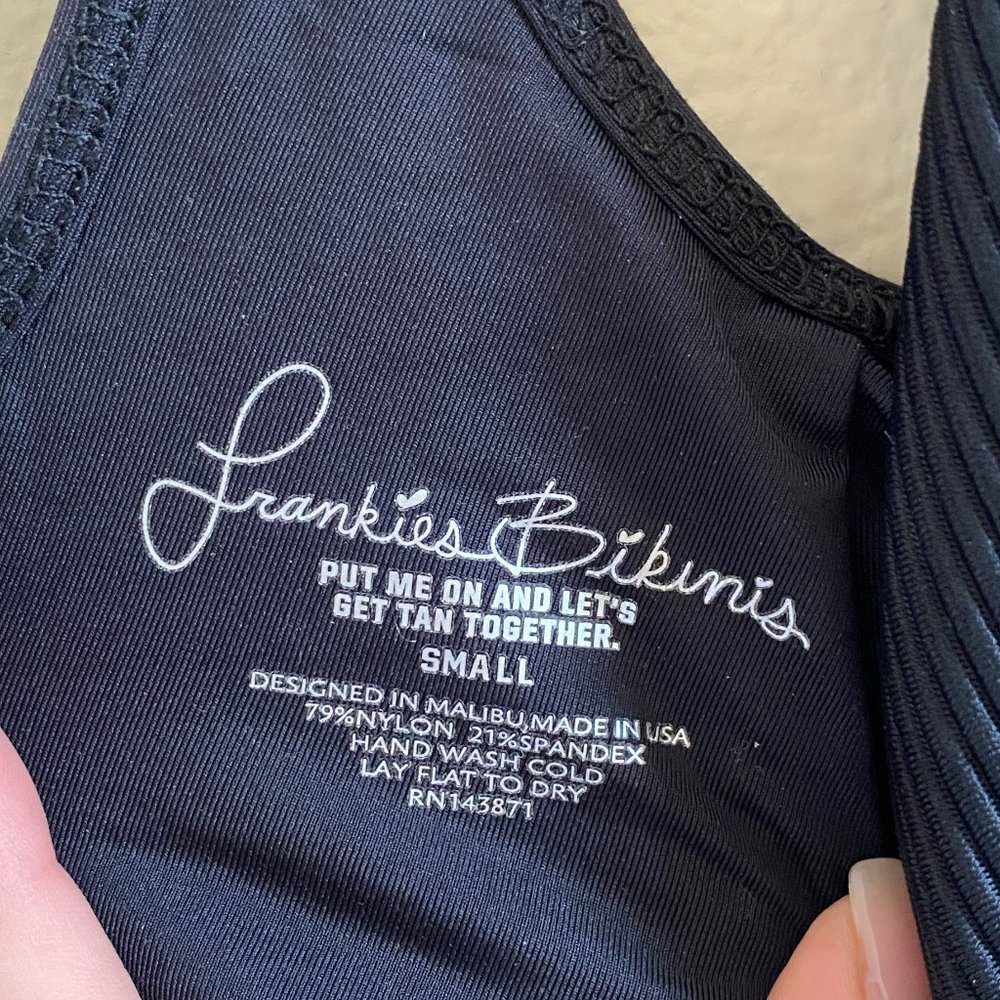 Frankies Bikinis
PUT ME ON AND LET'S
GET TAN TOGETHER.
SMALL
DESIGNED IN MALIBU,MADE IN USA
79%NYLON 21%SPANDEX
HAND WASH COLD
LAY FLAT TO DRY
RN143871